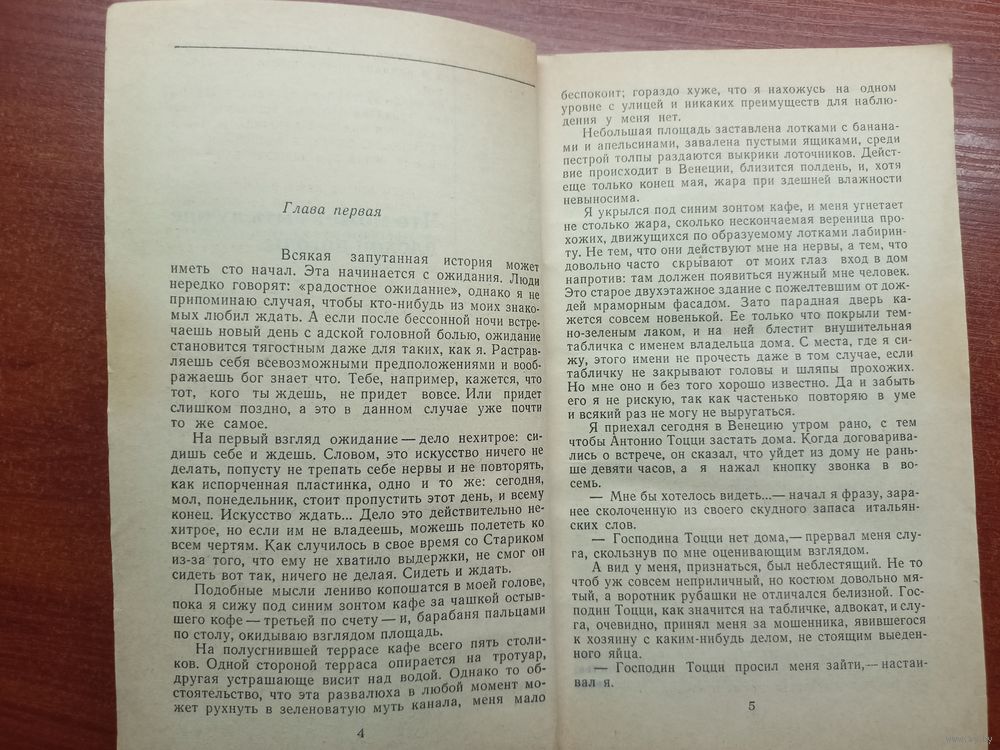 Глава первая
Всякая запутанная история может
иметь сто начал. Эта начинается с ожидания. Люди
нередко говорят: «радостное ожидание», однако я не
припоминаю случая, чтобы кто-нибудь из моих знако-
мых любил ждать. А если после бессонной ночи встре-
чаешь новый день с адской головной болью, ожидание
становится тягостным даже для таких, как я. Растрав-
ляешь себя всевозможными предположениями и вооб-
ражаешь бог знает что. Тебе, например, кажется, что
тот, кого ты ждешь, не придет вовсе. Или придет
слишком поздно, а это в данном случае уже почти
то же самое.
На первый взгляд ожидание — дело нехитрое: си-
дишь себе и ждешь. Словом, это искусство ничего не
делать, попусту не трепать себе нервы и не повторять,
как испорченная пластинка, одно и то же: сегодня,
мол, понедельник, стоит пропустить этот день, и всему
конец. Искусство ждать... Дело это действительно не-
хитрое, но если им не владеешь, можешь полететь ко
всем чертям. Как случилось в свое время со Стариком
из-за того, что ему не хватило выдержки, не смог он
сидеть вот так, ничего не делая. Сидеть и ждать.
Подобные мысли лениво копошатся в моей голове,
пока я сижу под синим зонтом кафе за чашкой остыв-
шего кофе — третьей по счету — и, барабаня пальцами
по столу, окидываю взглядом площадь.
На полусгнившей террасе кафе всего пять столи-
ков. Одной стороной терраса опирается на тротуар,
другая устрашающе висит над водой. Однако то об-
стоятельство, что эта развалюха в любой момент мо-
жет рухнуть в зеленоватую муть канала, меня мало
4
беспокоит; гораздо хуже, что я нахожусь на одном
уровне с улицей и никаких преимуществ для наблю-
дения у меня нет.
Небольшая площадь заставлена лотками с банана-
ми и апельсинами, завалена пустыми ящиками, среди
пестрой толпы раздаются выкрики лоточников. Дейст-
вие происходит в Венеции, близится полдень, и, хотя
еще только конец мая, жара при здешней влажности
невыносима.
Я укрылся под синим зонтом кафе, и меня угнетает
не столько жара, сколько нескончаемая вереница про-
хожих, движущихся по образуемому лотками лабирин-
ту. Не тем, что они действуют мне на нервы, а тем, что
довольно часто скрывают от моих глаз вход в дом
напротив: там должен появиться нужный мне человек.
Это старое двухэтажное здание с пожелтевшим от дож-
дей мраморным фасадом. Зато парадная дверь ка-
жется совсем новенькой. Ее только что покрыли тем-
но-зеленым лаком, и на ней блестит внушительная
табличка с именем владельца дома. С места, где я си-
жу, этого имени не прочесть даже в том случае, если
табличку не закрывают головы и шляпы прохожих.
Но мне оно и без того хорошо известно. Да и забыть
его я не рискую, так как частенько повторяю в уме
и всякий раз не могу не выругаться.
Я приехал сегодня в Венецию утром рано, с тем
чтобы Антонио Тоцци застать дома. Когда договарива-
лись о встрече, он сказал, что уйдет из дому не рань-
ше девяти часов, а я нажал кнопку звонка в во-
семь.
— Мне бы хотелось видеть...— начал я фразу, зара-
нее сколоченную из своего скудного запаса итальян-
ских слов.
— Господина Тоцци нет дома,— прервал меня слу-
га, скользнув по мне оценивающим взглядом.
А вид у меня, признаться, был неблестящий. Не то
чтоб уж совсем неприличный, но костюм довольно мя-
тый, а воротник рубашки не отличался белизной. Гос-
подин Тоцци, как значится на табличке, адвокат, и слу-
га, очевидно, принял меня за мошенника, явившегося
к хозяину с каким-нибудь делом, не стоящим выеден-
ного яйца.
— Господин Тоцци просил меня зайти,— настаи-
вал я.
5